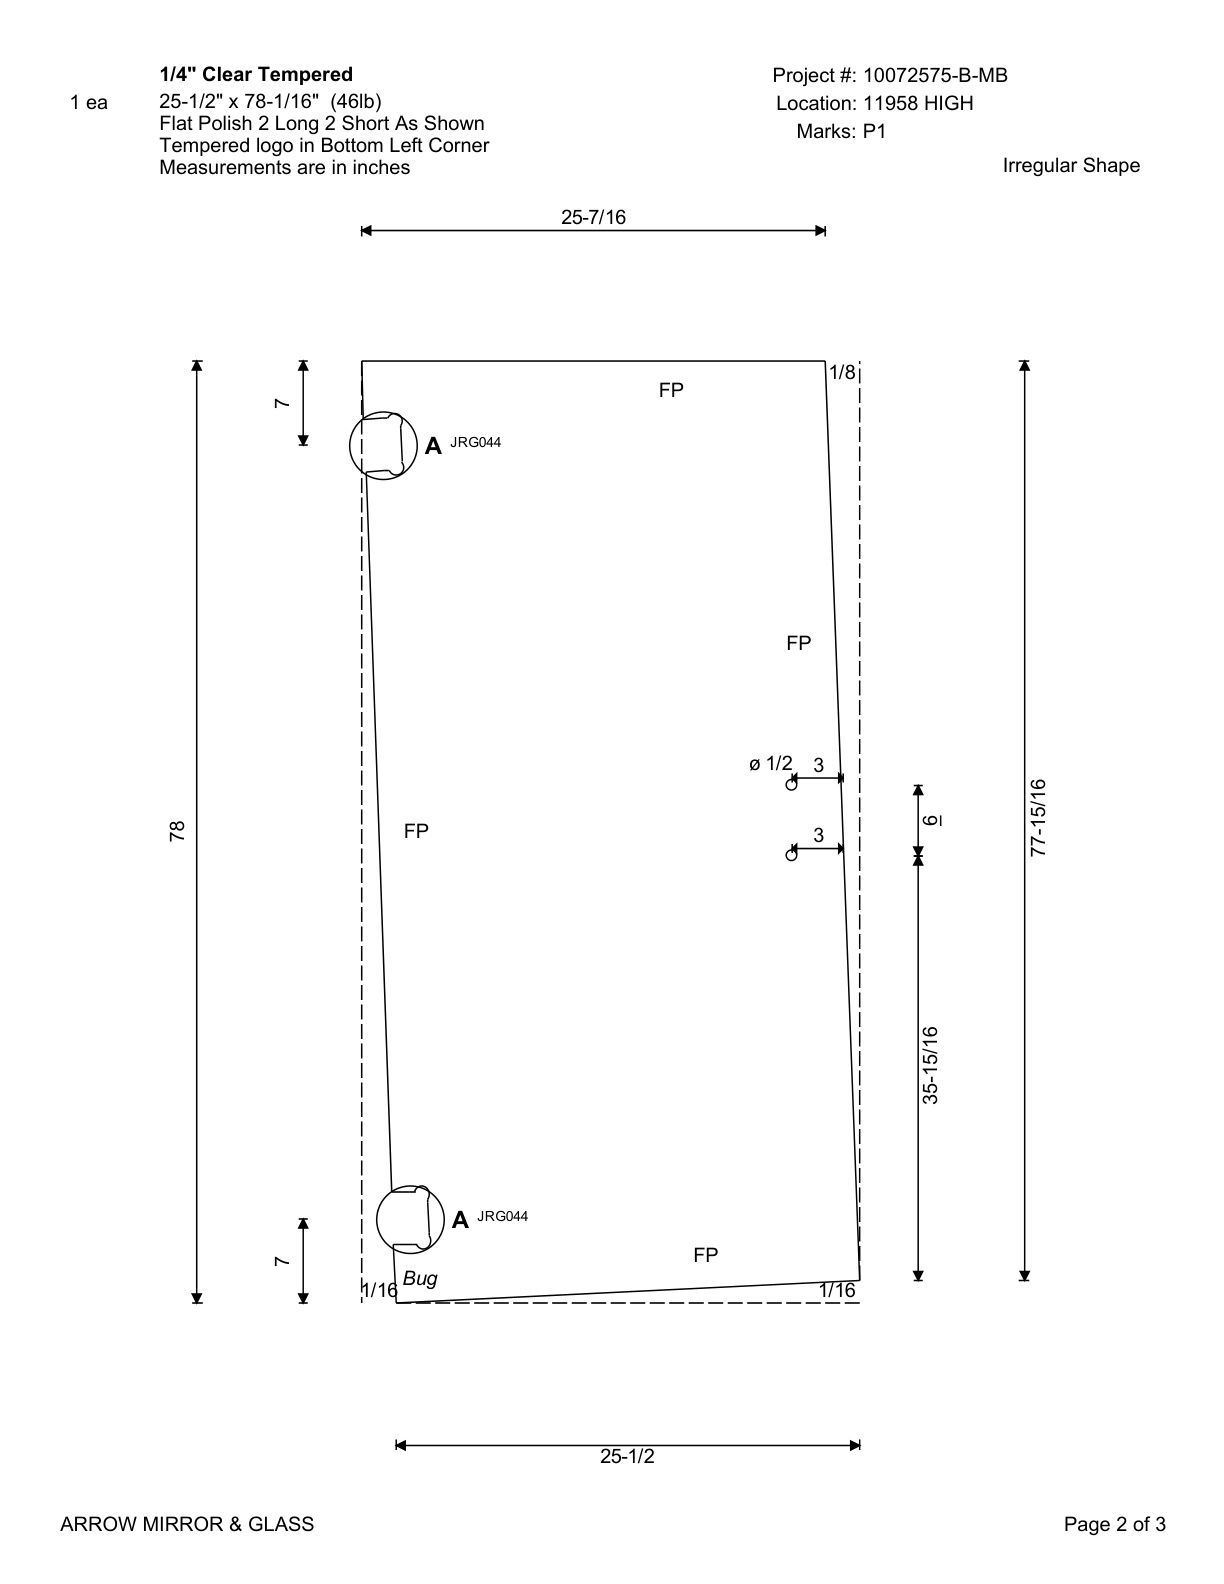 1/4" Clear Tempered
1 ea
25-1/2" x 78-1/16" (46lb)
Flat Polish 2 Long 2 Short As Shown
Tempered logo in Bottom Left Corner
Measurements are in inches
Project #: 10072575-B-MB
Location: 11958 HIGH
Marks: P1
Irregular Shape
25-7/16
1/8
7
FP
A JRG044
FP
ø 1/2
3
3
6
78
FP
77-15/16
35-15/16
A JRG044
7
FP
Bug
1/16
1/16
25-1/2
ARROW MIRROR & GLASS
Page 2 of 3